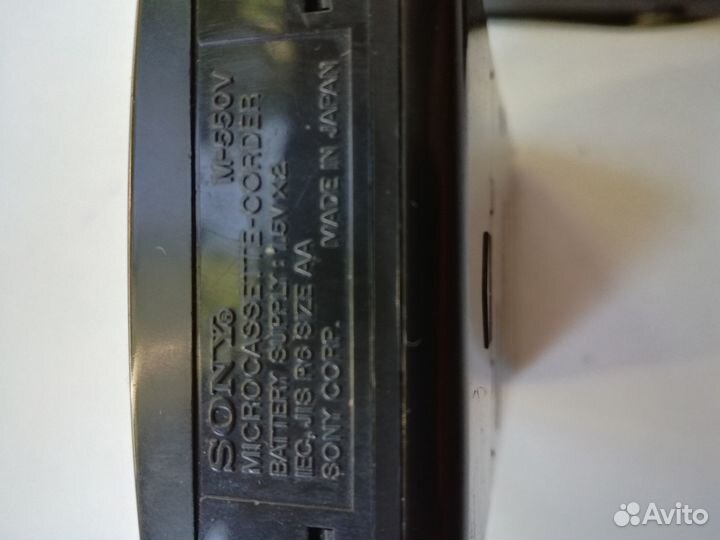 SONY® M-550V
MICROCASSETTE-CORDER
BATTERY SUPPLY : 1.5V X 2
IEC, JIS R6 SIZE AA
SONY CORP. MADE IN JAPAN
Avito